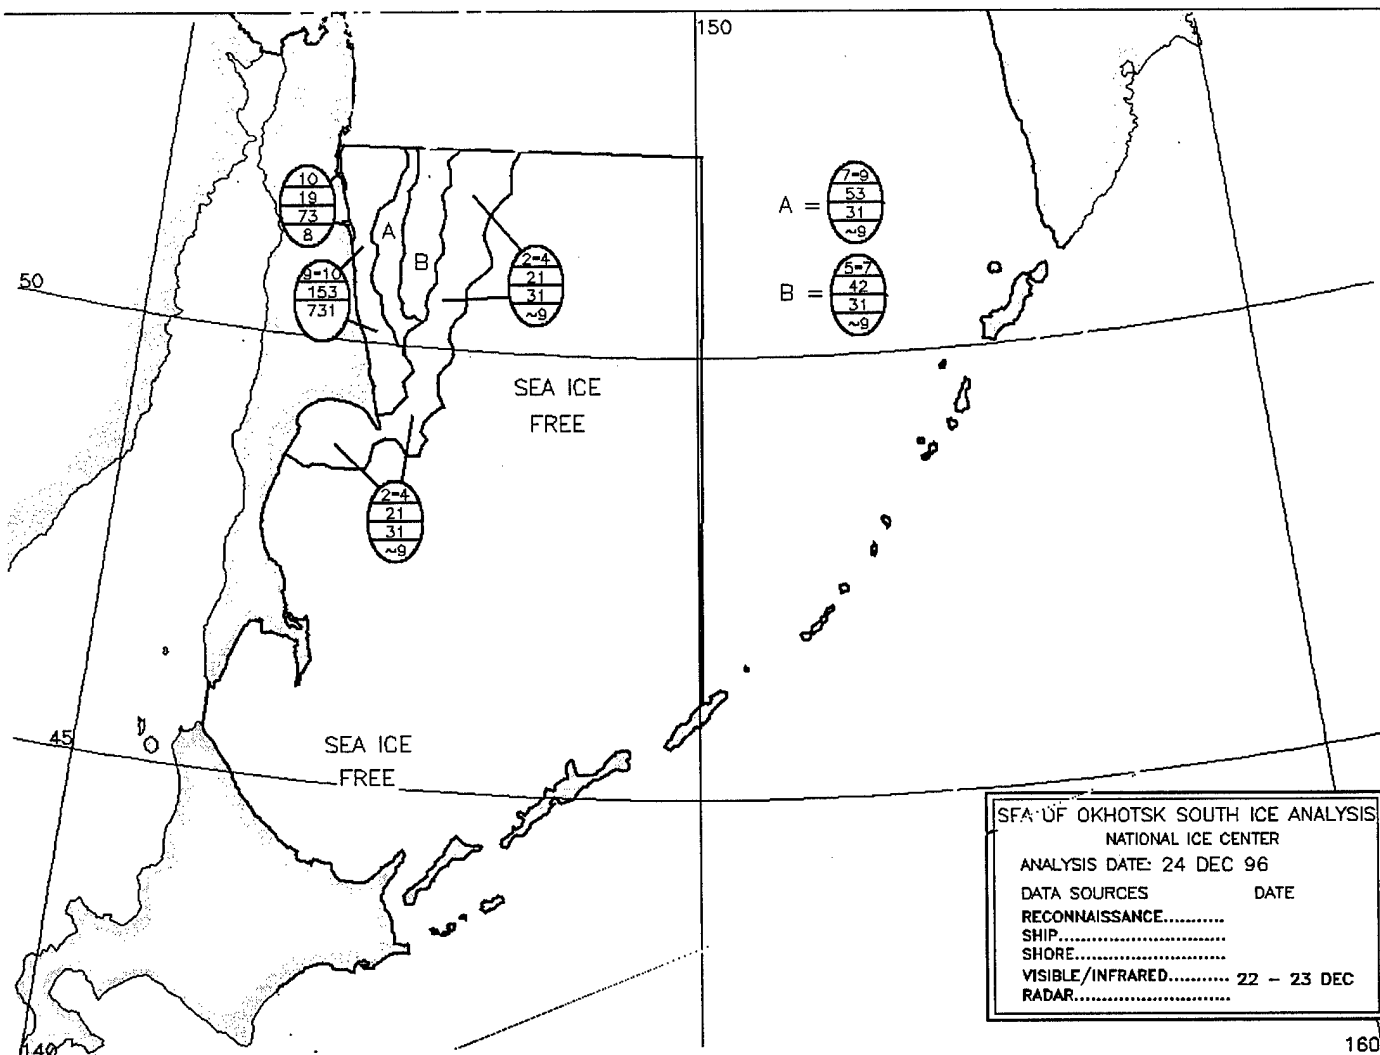 150
10
19
73
8
A
B
9-10
153
731
2-4
21
31
~9
A =
7-9
53
31
~9
B =
5-7
42
31
~9
50
SEA ICE
FREE
2-4
21
31
~9
45
SEA ICE
FREE
SEA OF OKHOTSK SOUTH ICE ANALYSIS
NATIONAL ICE CENTER
ANALYSIS DATE: 24 DEC 96
DATA SOURCES DATE
RECONNAISSANCE...........
SHIP.............................
SHORE..........................
VISIBLE/INFRARED.......... 22 - 23 DEC
RADAR...........................
140
160